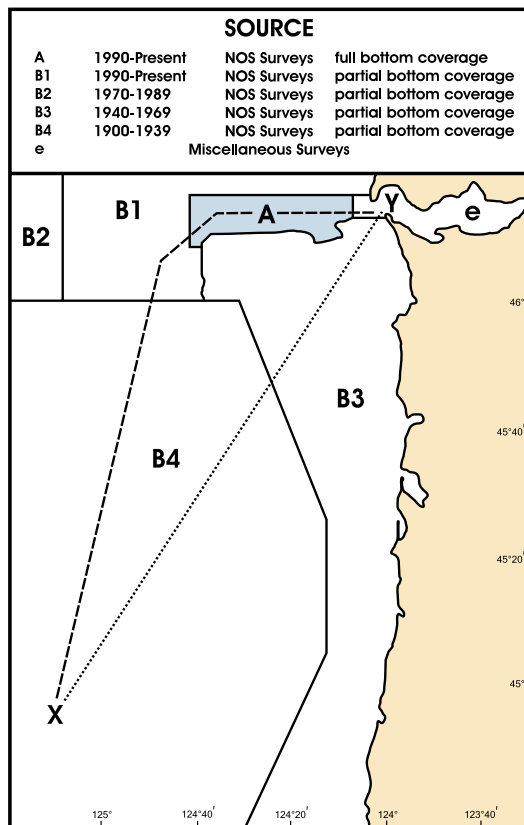 SOURCE
A 1990-Present NOS Surveys full bottom coverage
B1 1990-Present NOS Surveys partial bottom coverage
B2 1970-1989 NOS Surveys partial bottom coverage
B3 1940-1969 NOS Surveys partial bottom coverage
B4 1900-1939 NOS Surveys partial bottom coverage
e Miscellaneous Surveys
B1
A
Y
e
B2
46°
B3
45°40'
B4
45°20'
45°
X
125° 124°40' 124°20' 124° 123°40'